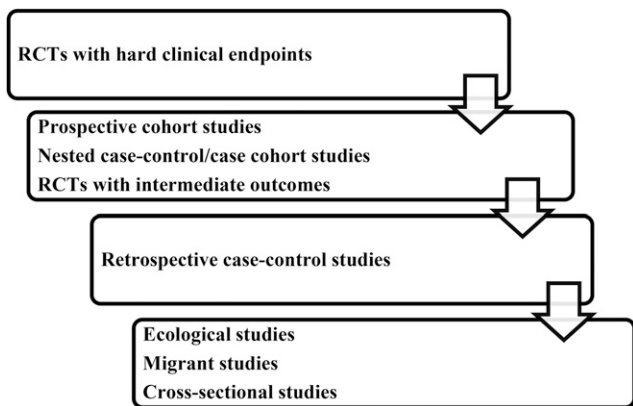 RCTs with hard clinical endpoints
Prospective cohort studies
Nested case-control/case cohort studies
RCTs with intermediate outcomes
Retrospective case-control studies
Ecological studies
Migrant studies
Cross-sectional studies